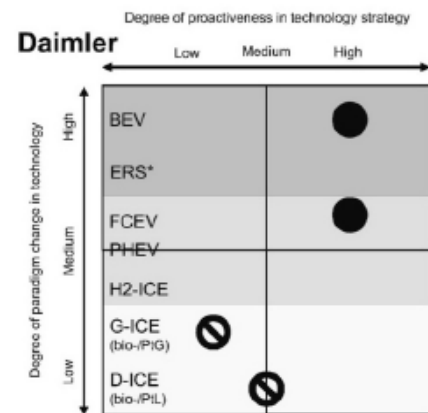 Degree of proactiveness in technology strategy
Daimler
Low Medium High
Degree of paradigm change in technology
High
Medium
Low
BEV
ERS*
FCEV
PHEV
H2-ICE
G-ICE
(bio-/PtG)
D-ICE
(bio-/PtL)